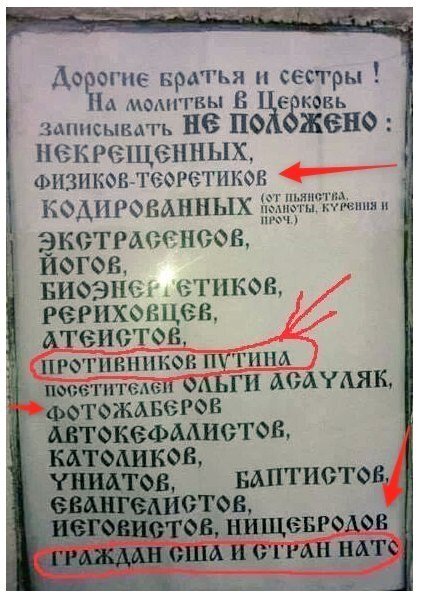 Дорогие братья и сестры !
На молитвы в Церковь
записывать НЕ ПОЛОЖЕНО :
НЕКРЕЩЕННЫХ,
ФИЗИКОВ-ТЕОРЕТИКОВ
КОДИРОВАННЫХ (ОТ ПЬЯНСТВА, ПОЛНОТЫ, КУРЕНИЯ И ПРОЧ.)
ЭКСТРАСЕНСОВ,
ЙОГОВ,
БИОЭНЕРГЕТИКОВ,
РЕРИХОВЦЕВ,
АТЕИСТОВ,
ПРОТИВНИКОВ ПУТИНА
ПОСЕТИТЕЛЕЙ ОЛЬГИ АСАУЛЯК,
ФОТОЖАБЕРОВ
АВТОКЕФАЛИСТОВ,
КАТОЛИКОВ,
УНИАТОВ, БАПТИСТОВ,
ЕВАНГЕЛИСТОВ,
ИЕГОВИСТОВ, НИЩЕБРОДОВ
ГРАЖДАН США И СТРАН НАТО